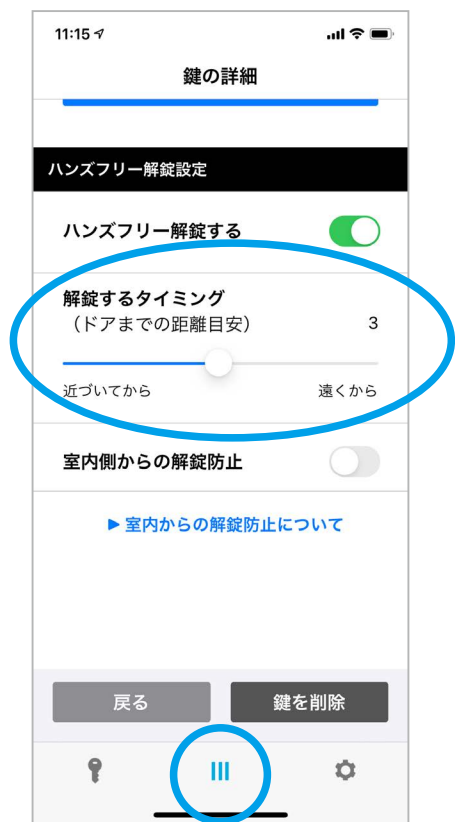 11:15
鍵の詳細
ハンズフリー解錠設定
ハンズフリー解錠する
解錠するタイミング
（ドアまでの距離目安） 3
近づいてから 遠くから
室内側からの解錠防止
▶ 室内からの解錠防止について
戻る 鍵を削除